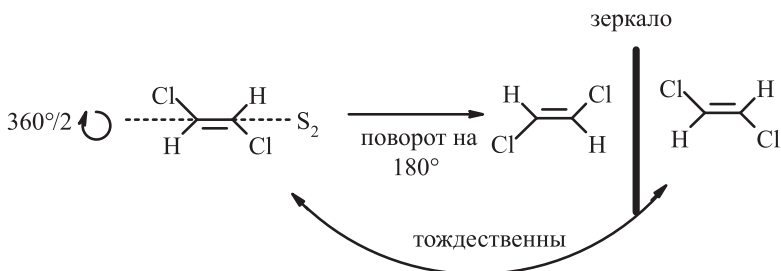 зеркало
Cl
H
H
Cl
360°/2
S₂
поворот на
180°
H
Cl
Cl
H
Cl
H
H
Cl
тождественны